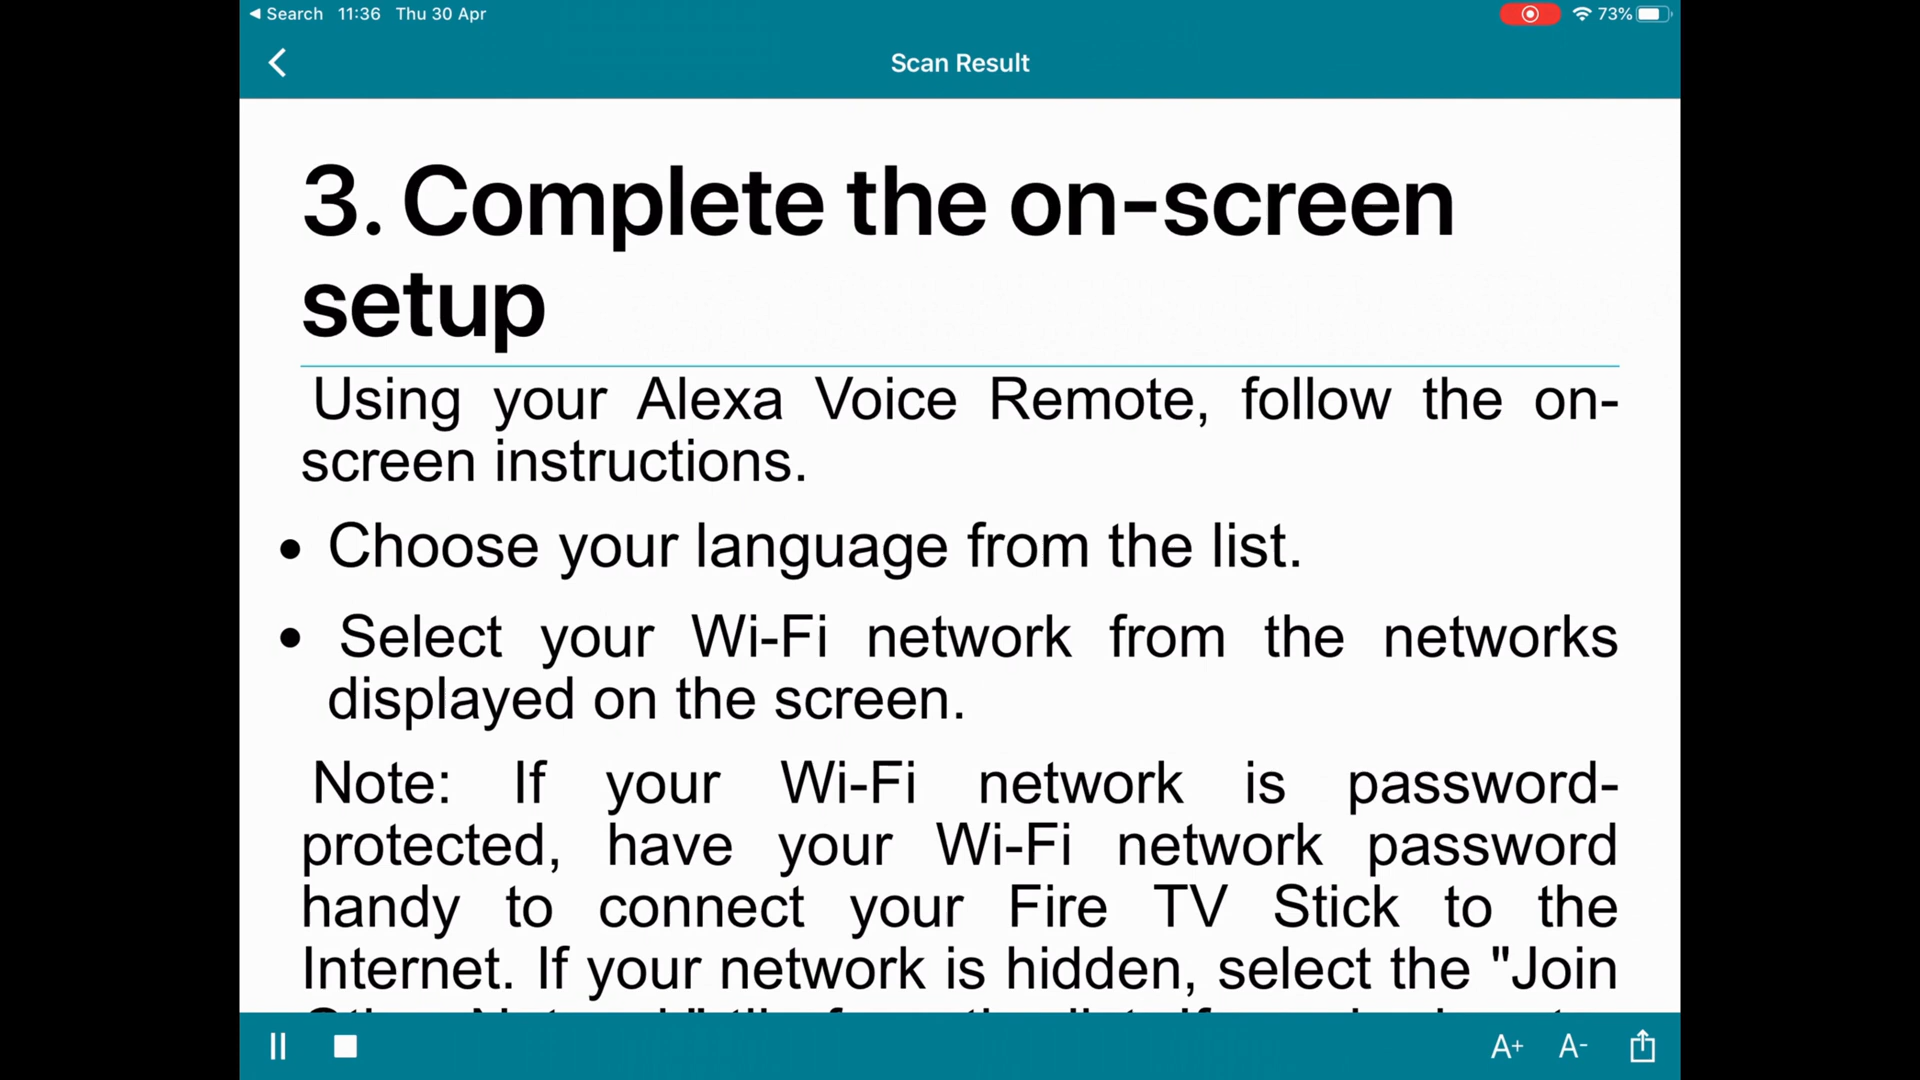 Search 11:36 Thu 30 Apr 73%
Scan Result
3. Complete the on-screen
setup
Using your Alexa Voice Remote, follow the on-
screen instructions.
• Choose your language from the list.
• Select your Wi-Fi network from the networks
displayed on the screen.
Note: If your Wi-Fi network is password-
protected, have your Wi-Fi network password
handy to connect your Fire TV Stick to the
Internet. If your network is hidden, select the "Join
A+ A-